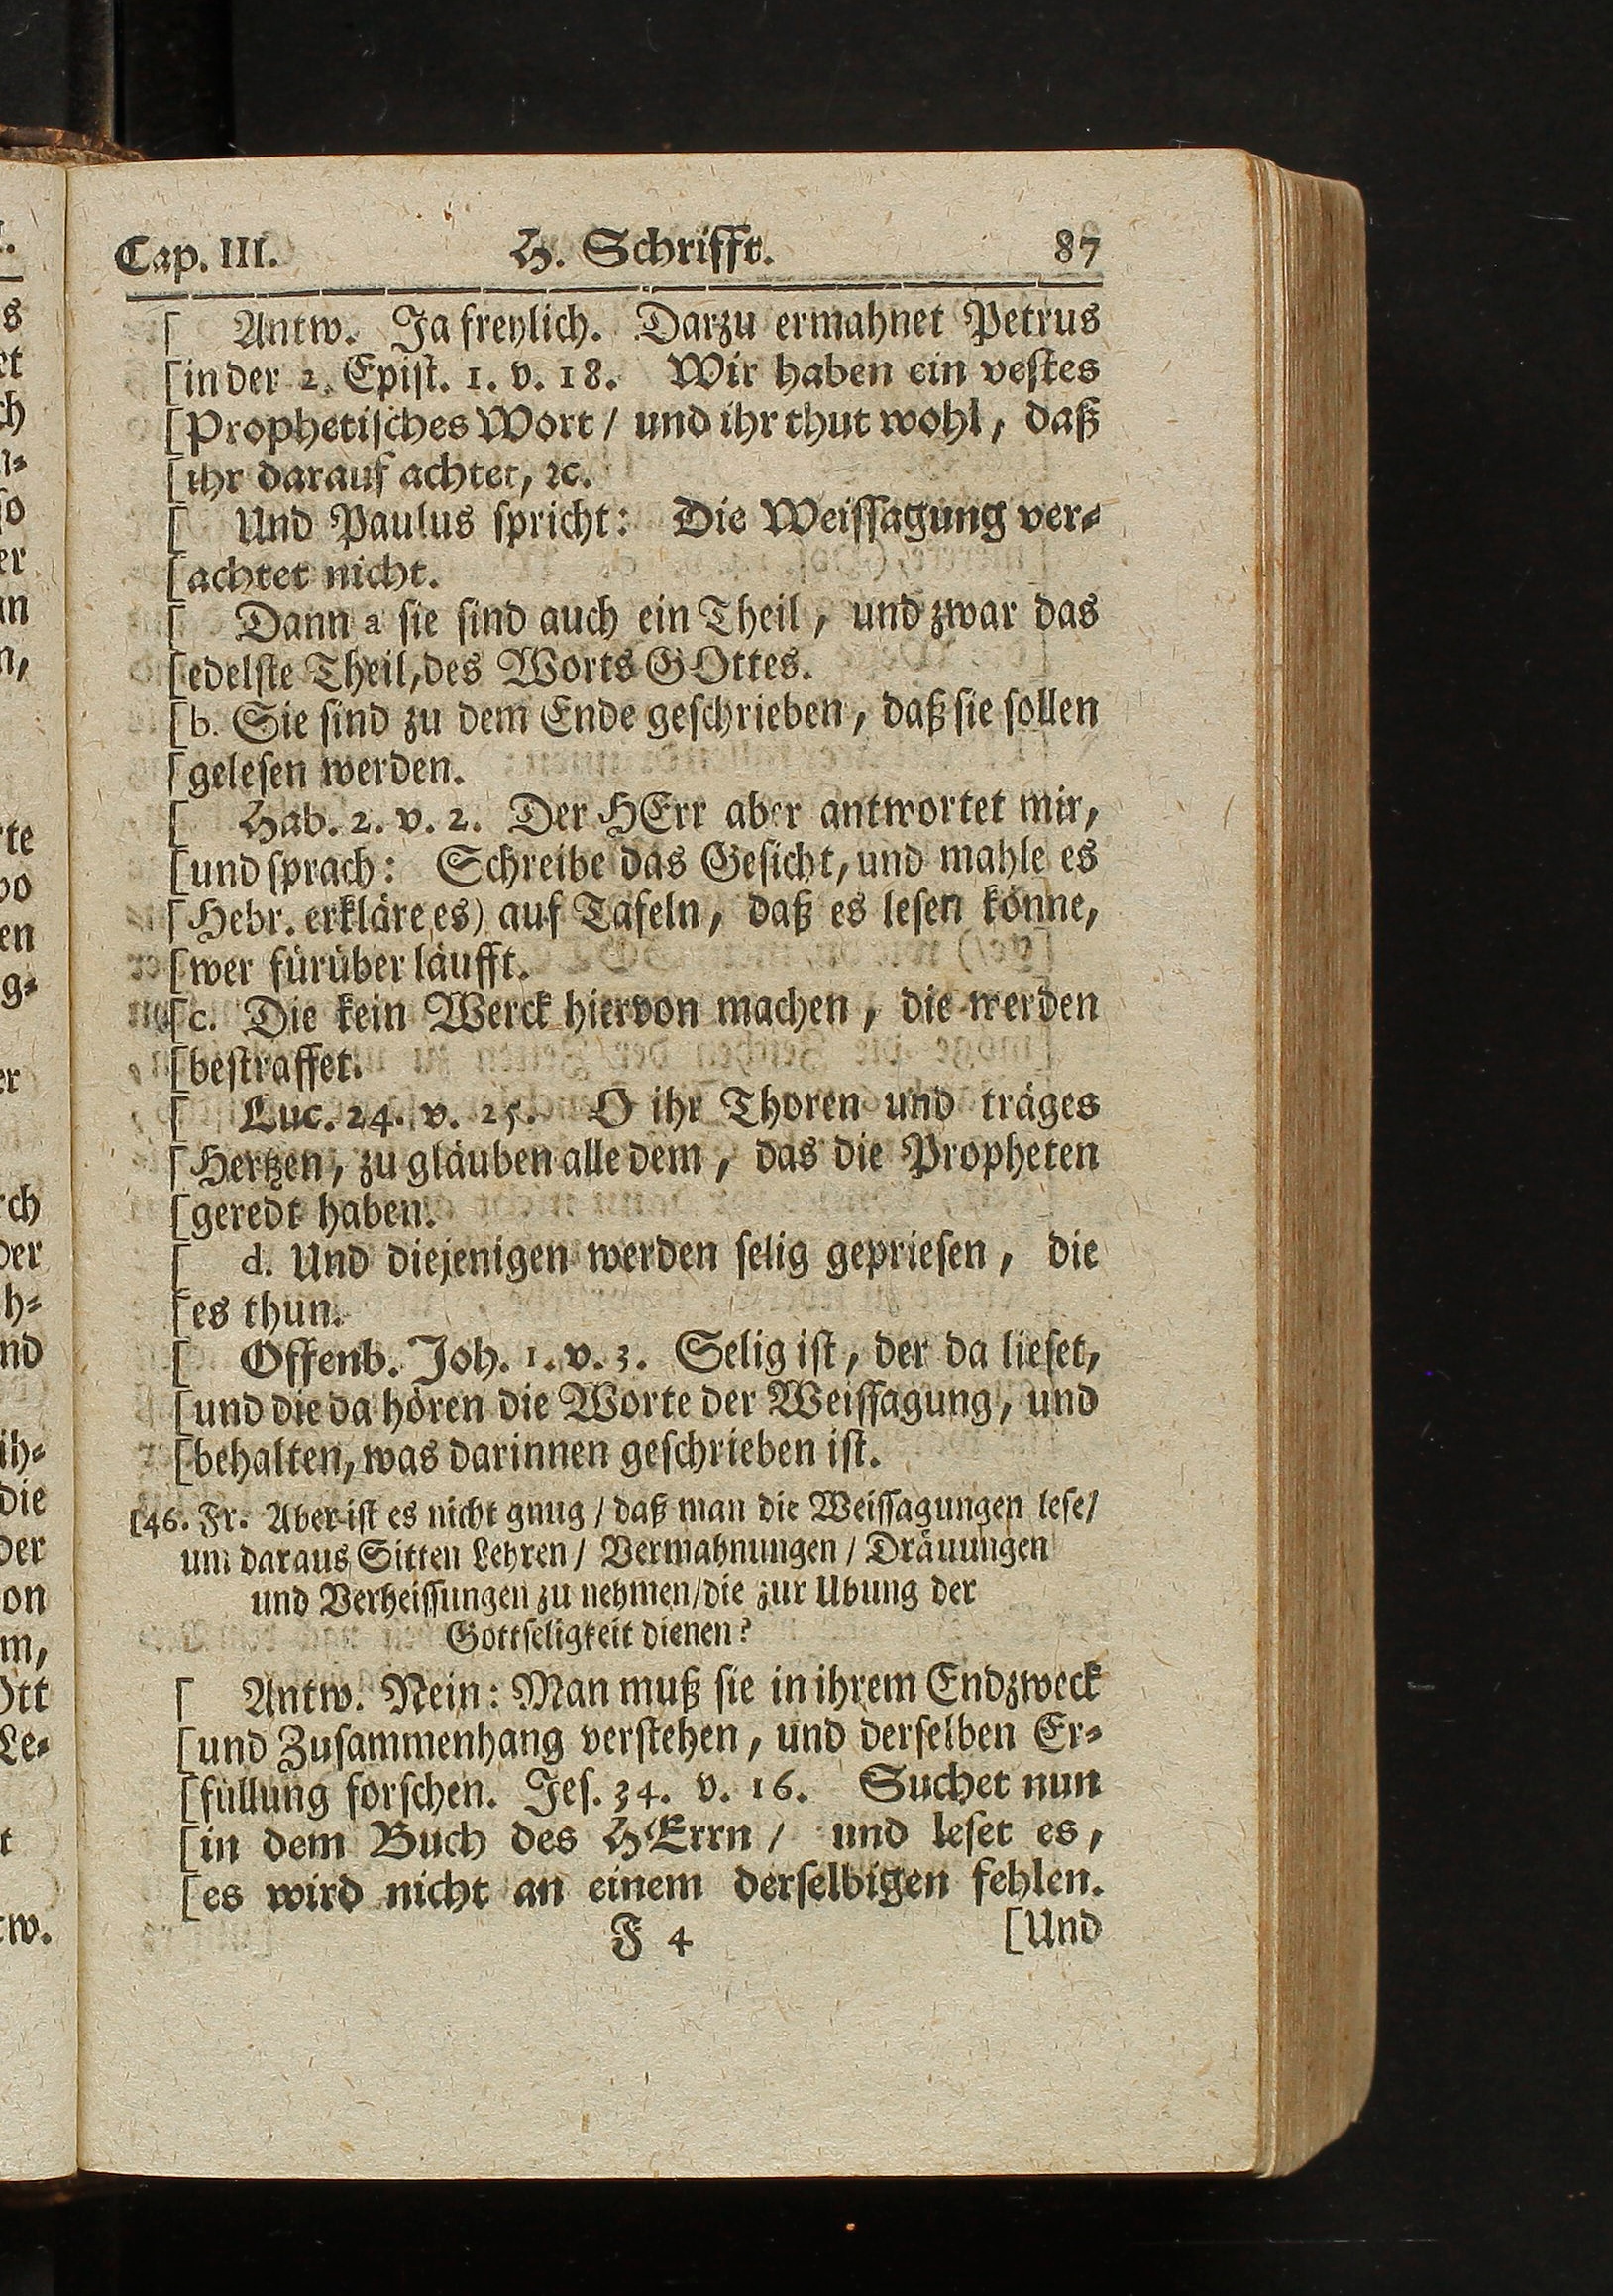 Cap. III. H. Schrifft. 87
[ Antw. Ja freylich. Darzu ermahnet Petrus
[in der 2. Epist. 1. v. 18. Wir haben ein vestes
[Prophetisches Wort / und ihr thut wohl, daß
[ihr darauf achtet, ꝛc.
[ Und Paulus spricht: Die Weissagung ver-
[achtet nicht.
[ Dann a sie sind auch ein Theil, und zwar das
[edelste Theil, des Worts GOttes.
[b. Sie sind zu dem Ende geschrieben, daß sie sollen
[gelesen werden.
[ Hab. 2. v. 2. Der HErr aber antwortet mir,
[und sprach: Schreibe das Gesicht, und mahle es
[Hebr. erkläre es) auf Tafeln, daß es lesen könne,
[wer fürüber läufft.
[c. Die kein Werck hiervon machen, die werden
[bestraffet.
[ Luc. 24. v. 25. O ihr Thoren und träges
[Hertzen, zu gläuben alle dem, das die Propheten
[geredt haben.
[ d. Und diejenigen werden selig gepriesen, die
[es thun.
[ Offenb. Joh. 1. v. 3. Selig ist, der da lieset,
[und die da hören die Worte der Weissagung, und
[behalten, was darinnen geschrieben ist.
[46. Fr. Aber ist es nicht gnug / daß man die Weissagungen lese/
um daraus Sitten Lehren / Vermahnungen / Dräuungen
und Verheissungen zu nehmen/die zur Ubung der
Gottseligkeit dienen?
[ Antw. Nein: Man muß sie in ihrem Endzweck
[und Zusammenhang verstehen, und derselben Er-
[füllung forschen. Jes. 34. v. 16. Suchet nun
[in dem Buch des HErrn / und leset es,
[es wird nicht an einem derselbigen fehlen.
F 4 [Und